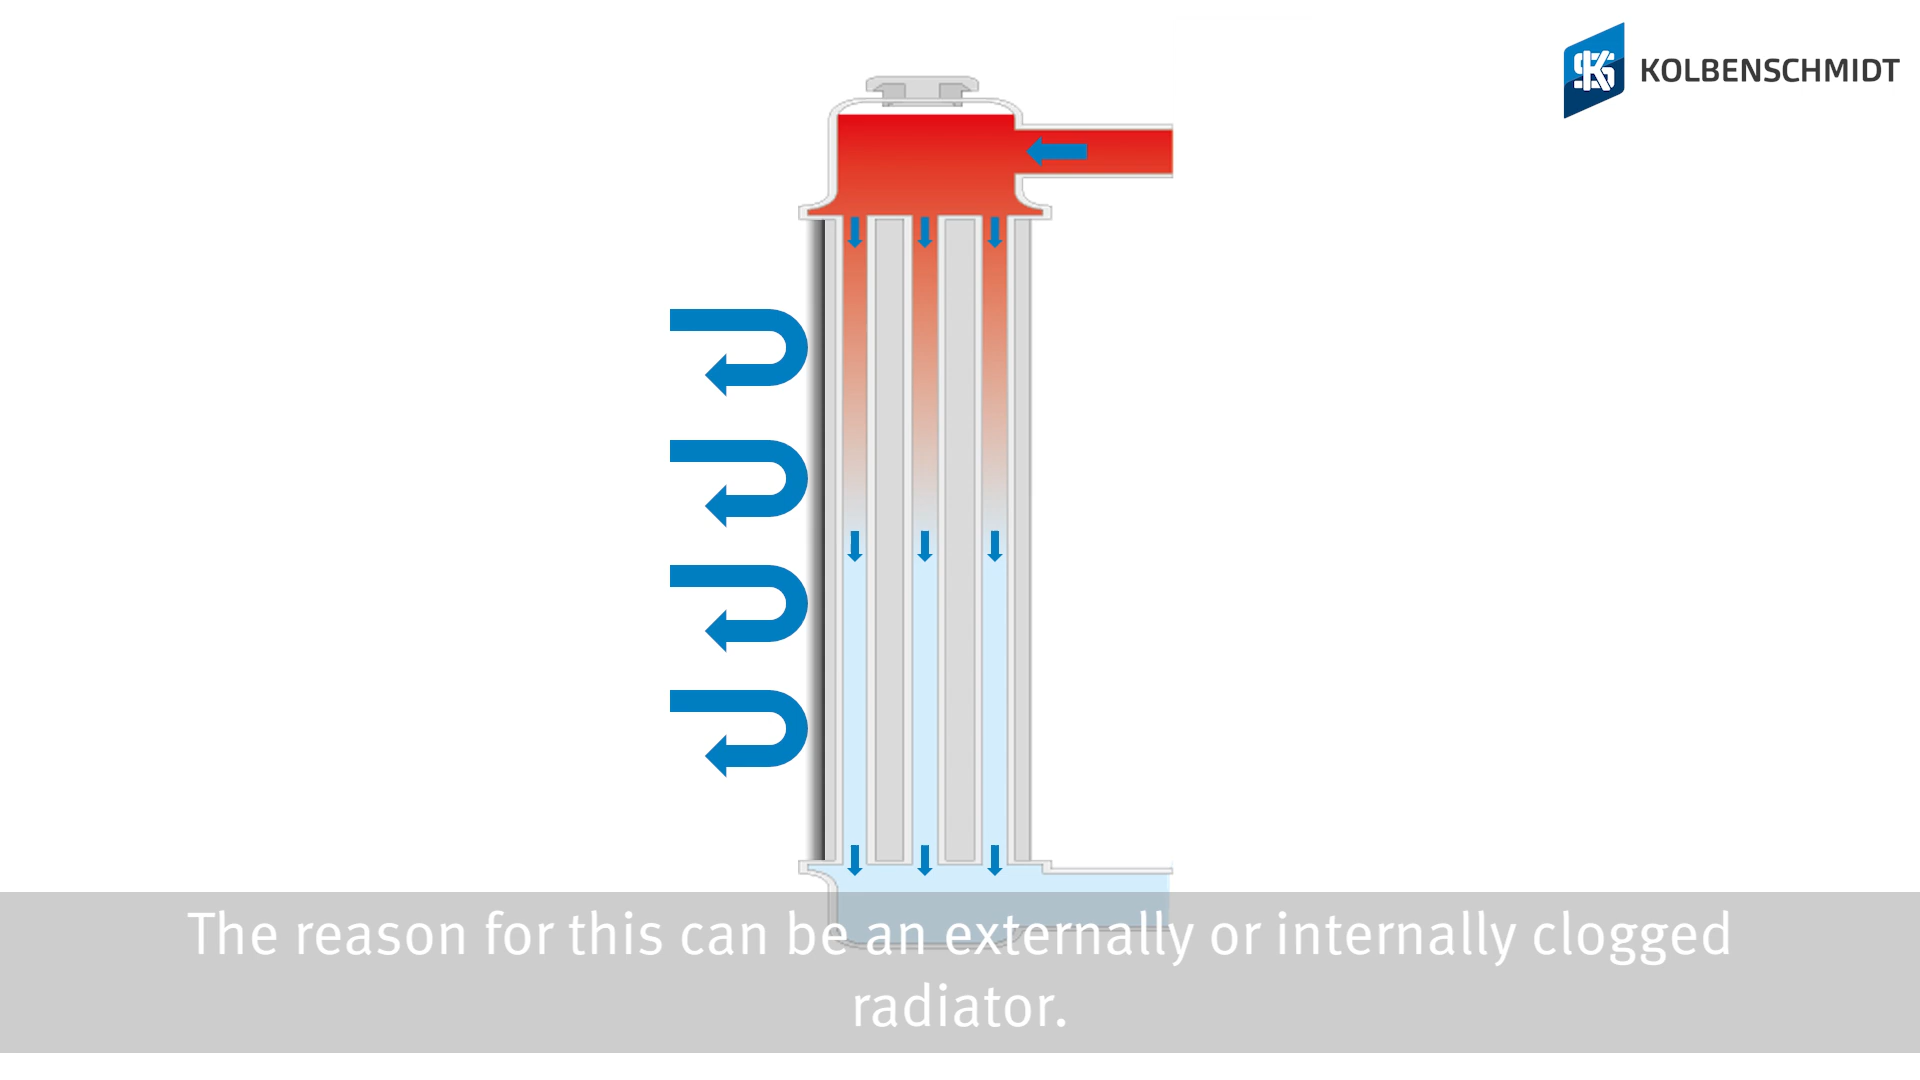 KOLBENSCHMIDT
The reason for this can be an externally or internally clogged
radiator.